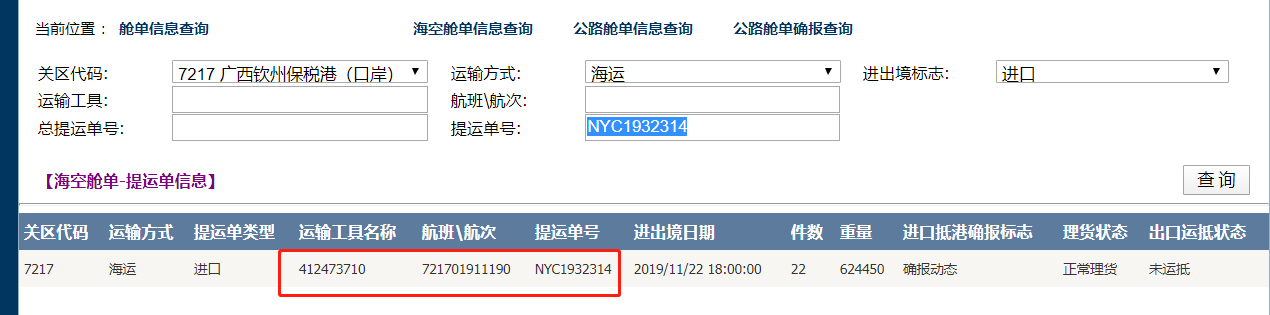 当前位置： 舱单信息查询 海空舱单信息查询 公路舱单信息查询 公路舱单确报查询
关区代码： 7217 广西钦州保税港（口岸） 运输方式： 海运 进出境标志： 进口
运输工具： 航班\航次：
总提运单号： 提运单号： NYC1932314
【海空舱单-提运单信息】 查 询
关区代码 运输方式 提运单类型 运输工具名称 航班\航次 提运单号 进出境日期 件数 重量 进口抵港确报标志 理货状态 出口运抵状态
7217 海运 进口 412473710 721701911190 NYC1932314 2019/11/22 18:00:00 22 624450 确报动态 正常理货 未运抵